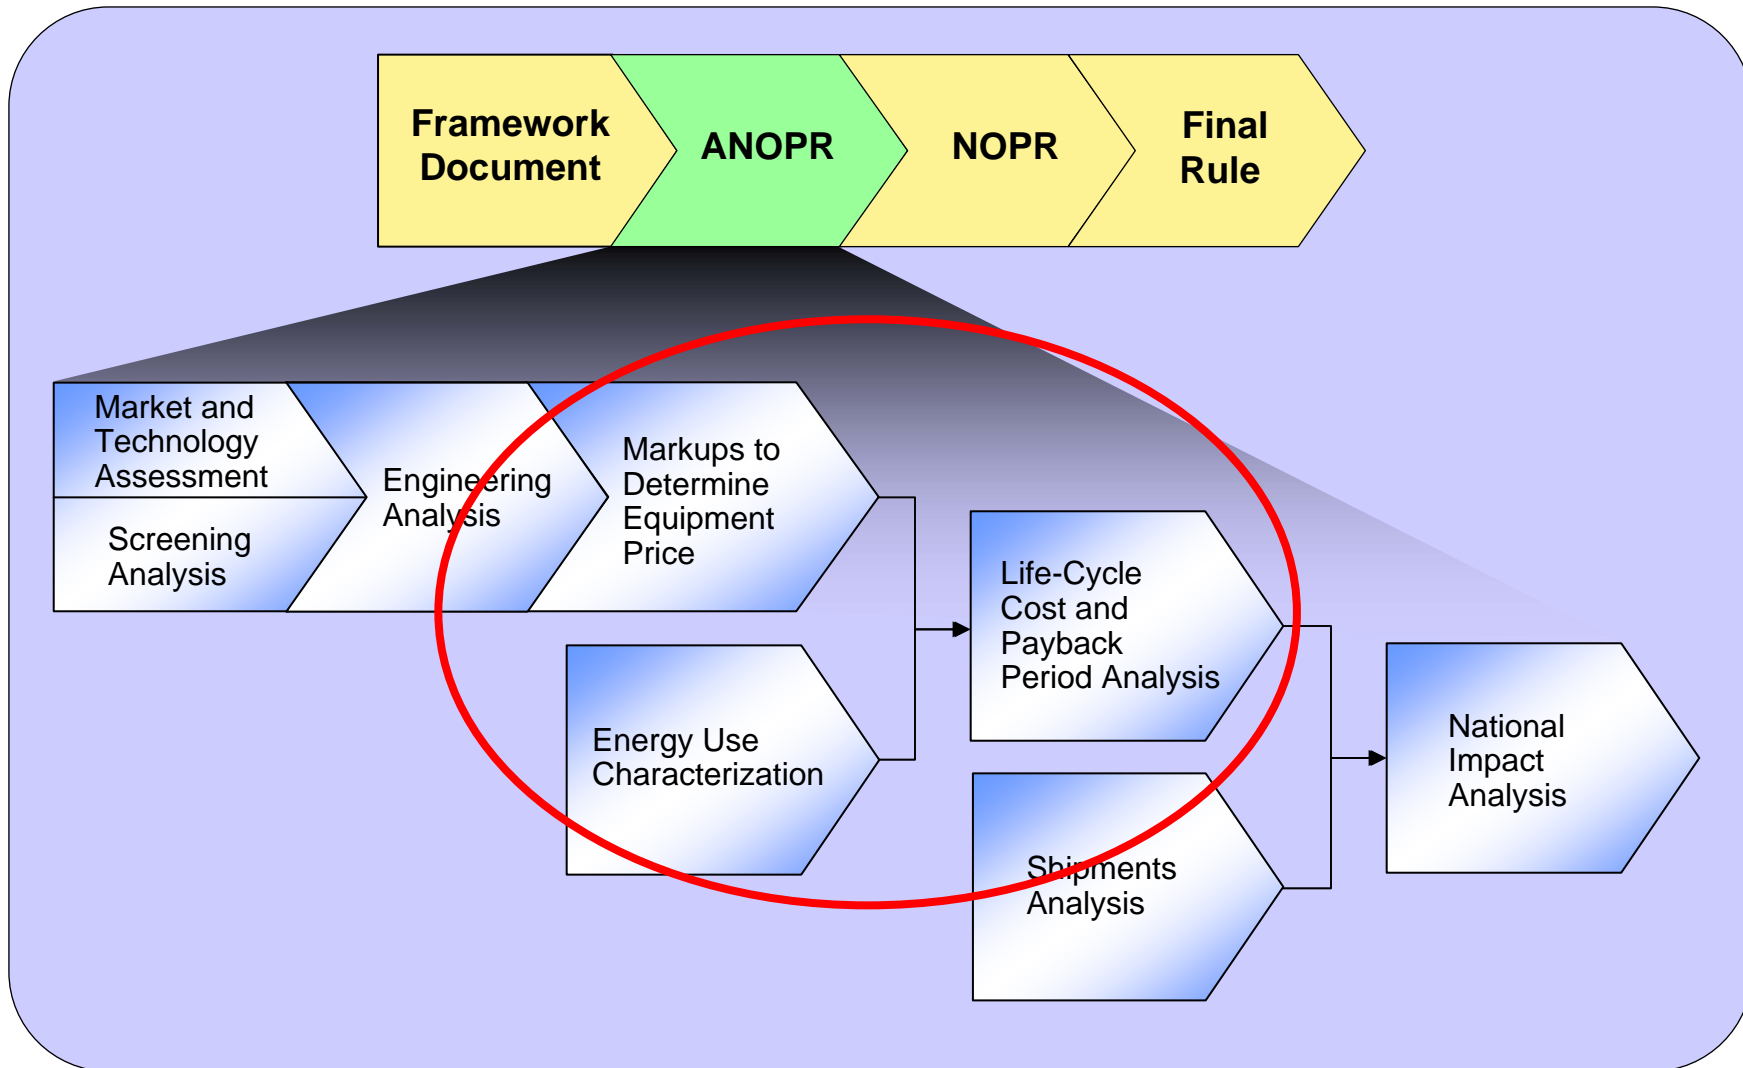 Framework
Document
ANOPR
NOPR
Final
Rule
Market and
Technology
Assessment
Screening
Analysis
Engineering
Analysis
Markups to
Determine
Equipment
Price
Energy Use
Characterization
Life-Cycle
Cost and
Payback
Period Analysis
Shipments
Analysis
National
Impact
Analysis